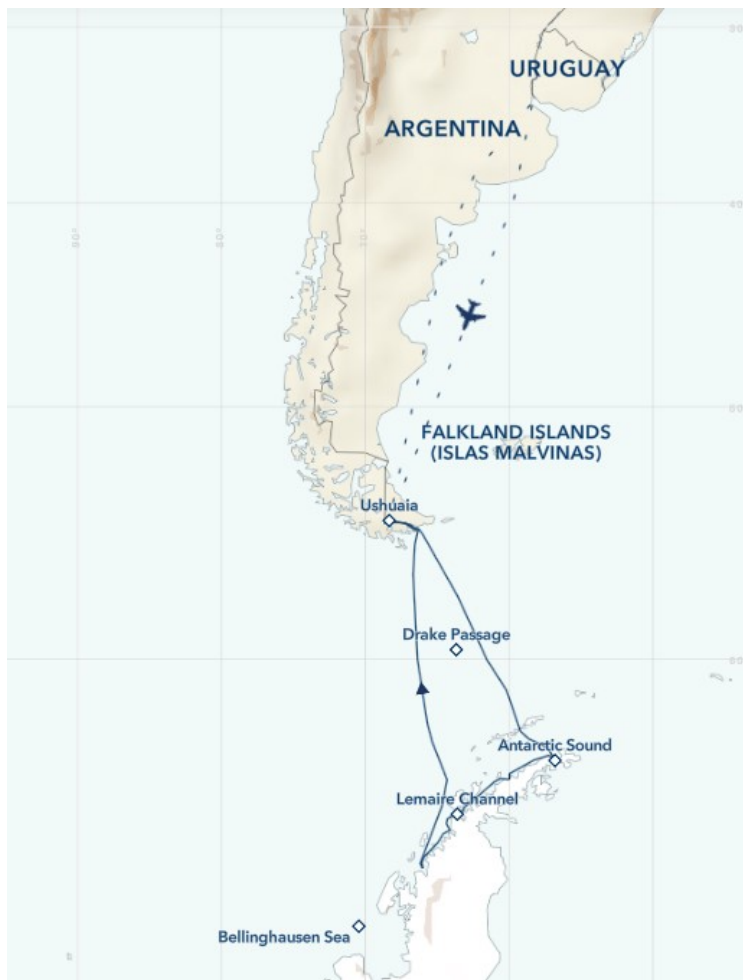 URUGUAY
ARGENTINA
FALKLAND ISLANDS
(ISLAS MALVINAS)
Ushuaia
Drake Passage
Antarctic Sound
Lemaire Channel
Bellinghausen Sea